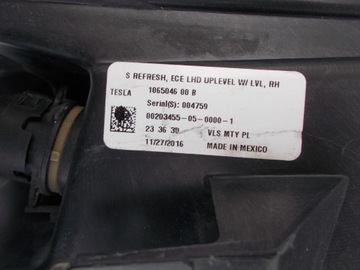 S REFRESH, ECE LHD UPLEVEL W/ LVL, RH
TESLA 1065046 00 B
Serial(S): 004759
00203455-05-0000-1
23 36 30 VLS MTY PL
11/27/2016 MADE IN MEXICO